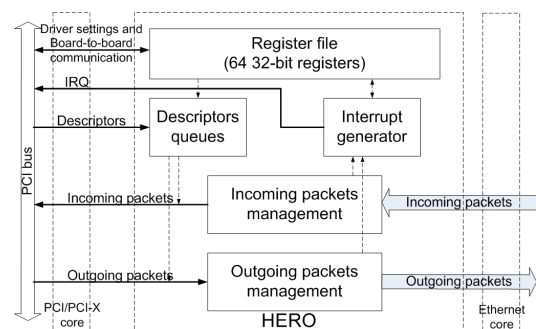 Driver settings and
Board-to-board
communication
Register file
(64 32-bit registers)
IRQ
Descriptors
Descriptors
queues
Interrupt
generator
PCI bus
Incoming packets
Incoming packets
management
Incoming packets
Outgoing packets
Outgoing packets
management
Outgoing packets
PCI/PCI-X
core
HERO
Ethernet
core